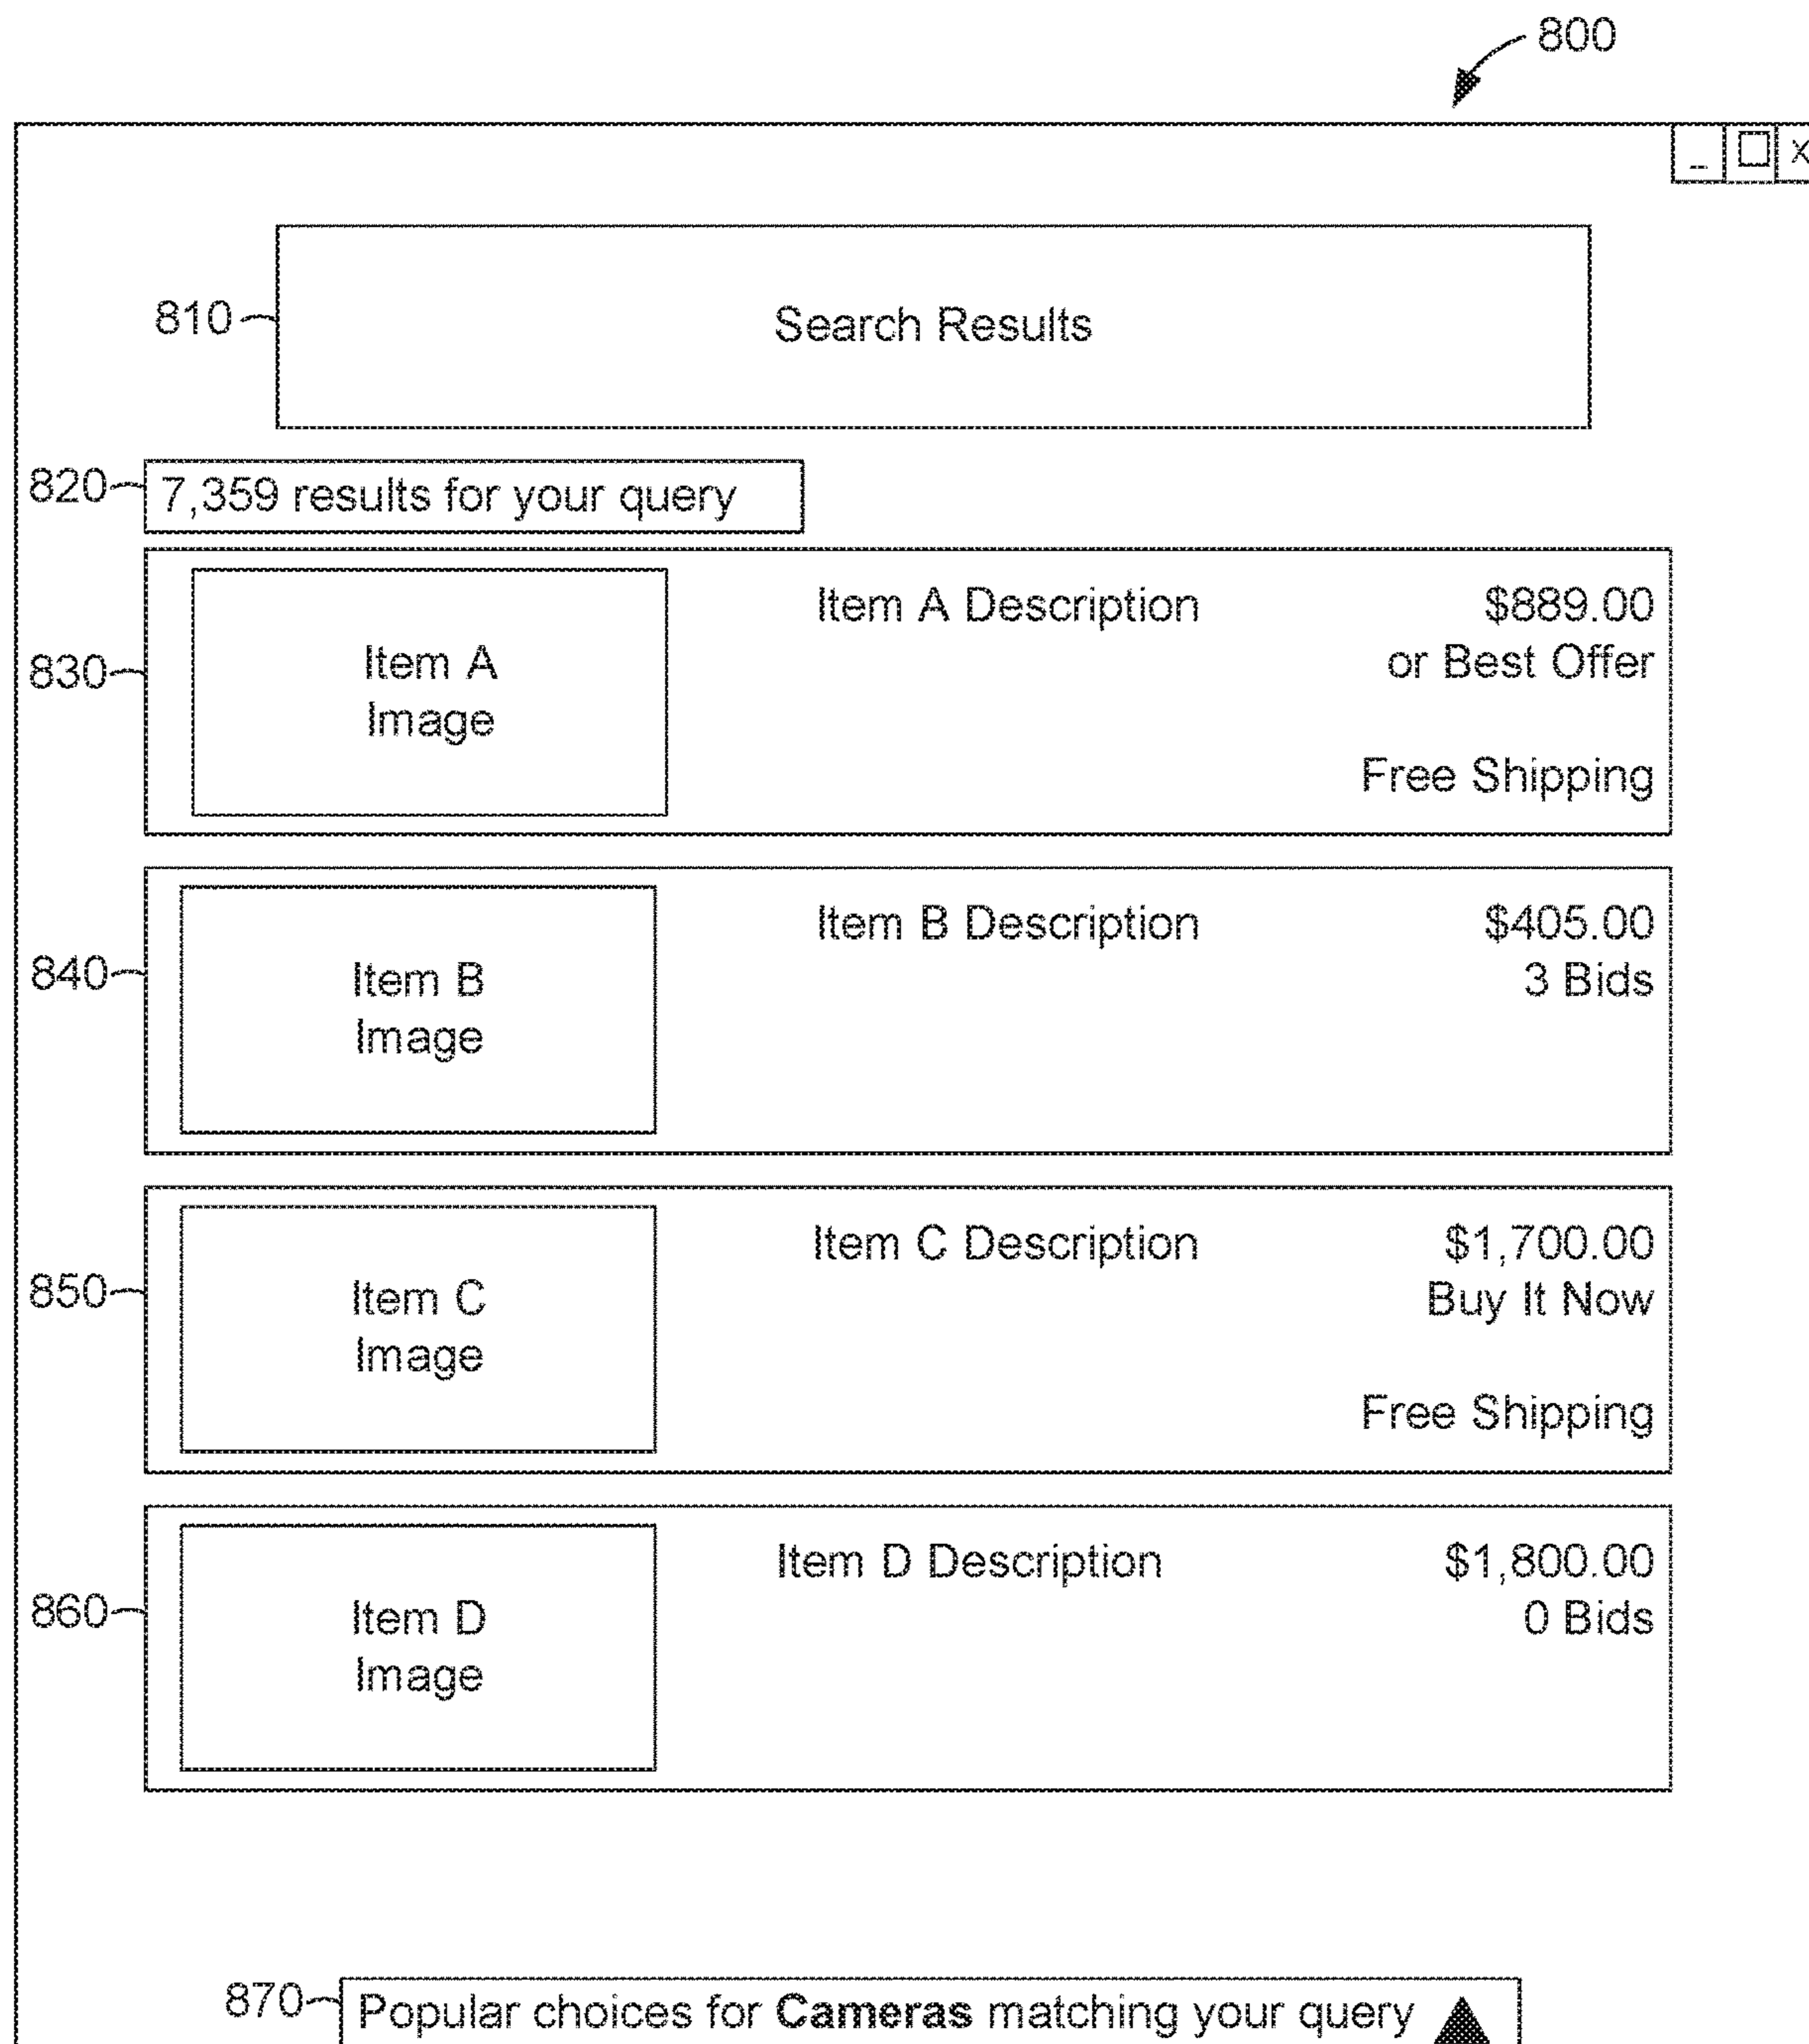 800
_ X
810
Search Results
820
7,359 results for your query
830
Item A
Image
Item A Description
$889.00
or Best Offer
Free Shipping
840
Item B
Image
Item B Description
$405.00
3 Bids
850
Item C
Image
Item C Description
$1,700.00
Buy It Now
Free Shipping
860
Item D
Image
Item D Description
$1,800.00
0 Bids
870
Popular choices for Cameras matching your query